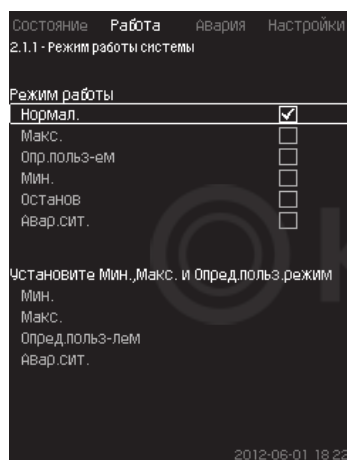 Состояние Работа Авария Настройки
2.1.1 - Режим работы системы
Режим работы
Нормал.
Макс.
Опр.польз-ем
Мин.
Останов
Авар.сит.
Установите Мин.,Макс. и Опред.польз.режим
Мин.
Макс.
Опред.польз-лем
Авар.сит.
2012-06-01 18:22